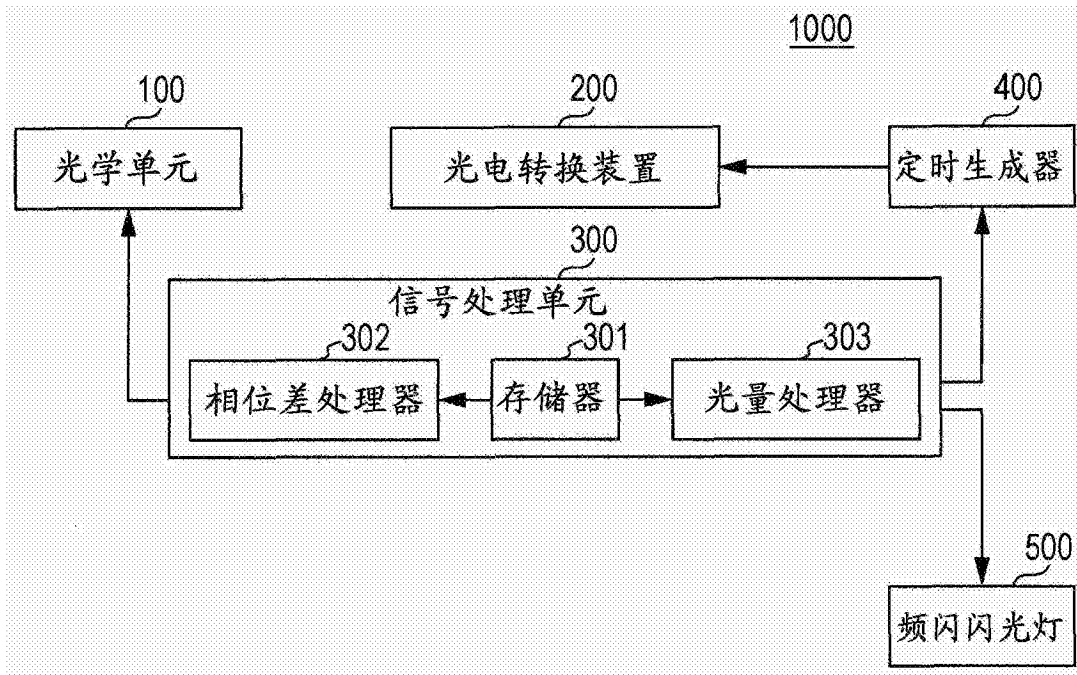 1000
100
光学单元
200
光电转换装置
400
定时生成器
300
信号处理单元
302
相位差处理器
301
存储器
303
光量处理器
500
频闪闪光灯